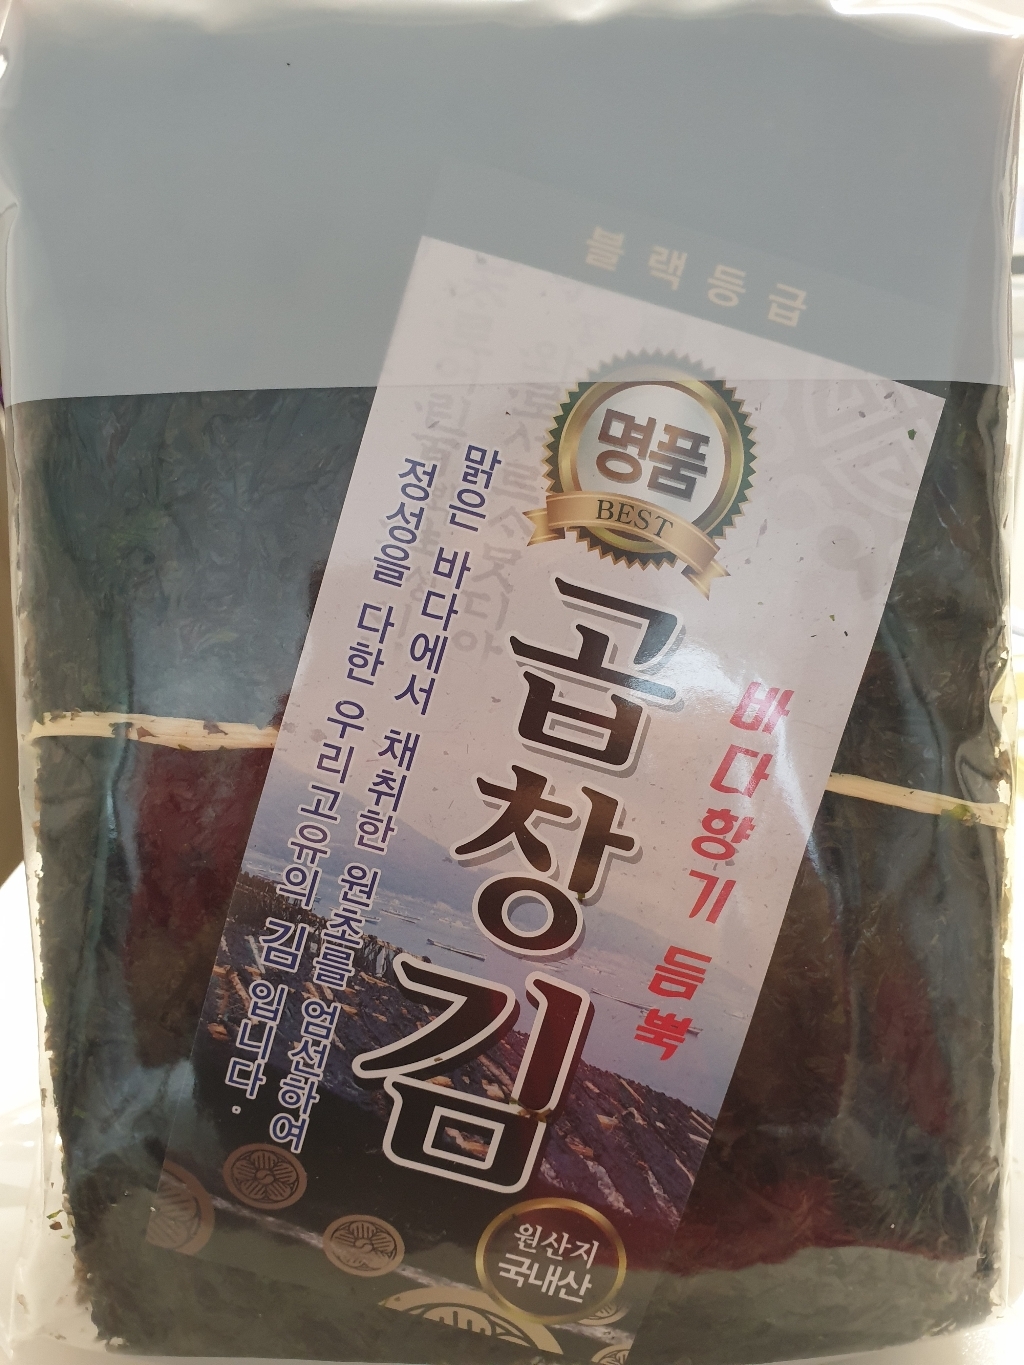 블랙등급
명품
BEST
바다향기 듬뿍
곱창김
맑은 바다에서 채취한 원초를 엄선하여
정성을 다한 우리고유의 김 입니다.
원산지
국내산